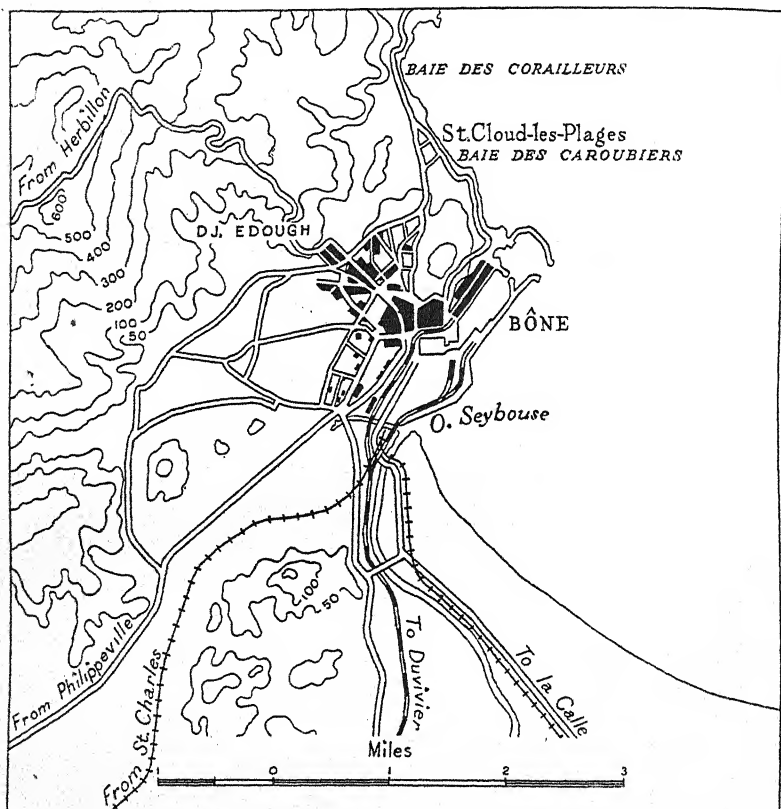 BAIE DES CORAILLEURS
St.Cloud-les-Plages
BAIE DES CAROUBIERS
From Herbillon
600
500
400
300
200
100
50
DJ. EDOUGH
BÔNE
O. Seybouse
100
50
From Philippeville
From St. Charles
To Duvivier
To la Calle
Miles
1 0 1 2 3